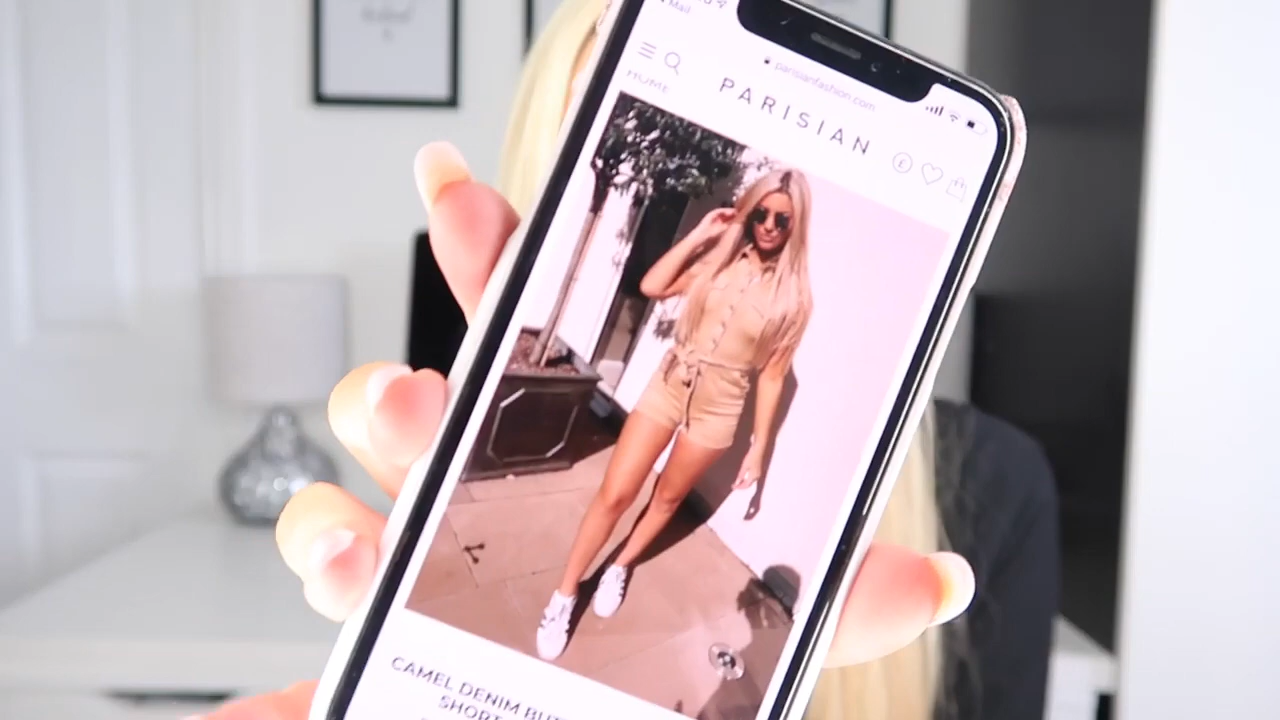 Mail
parisianfashion.com
PARISIAN
HOME
£
CAMEL DENIM BUT
SHORT